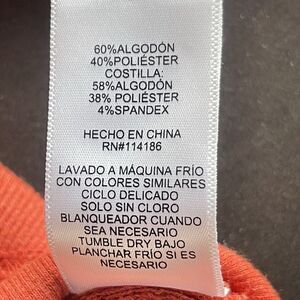 60%ALGODÓN
40%POLIÉSTER
COSTILLA:
58%ALGODÓN
38% POLIÉSTER
4%SPANDEX
HECHO EN CHINA
RN#114186
LAVADO A MÁQUINA FRÍO
CON COLORES SIMILARES
CICLO DELICADO
SOLO SIN CLORO
BLANQUEADOR CUANDO
SEA NECESARIO
TUMBLE DRY BAJO
PLANCHAR FRÍO SI ES
NECESARIO